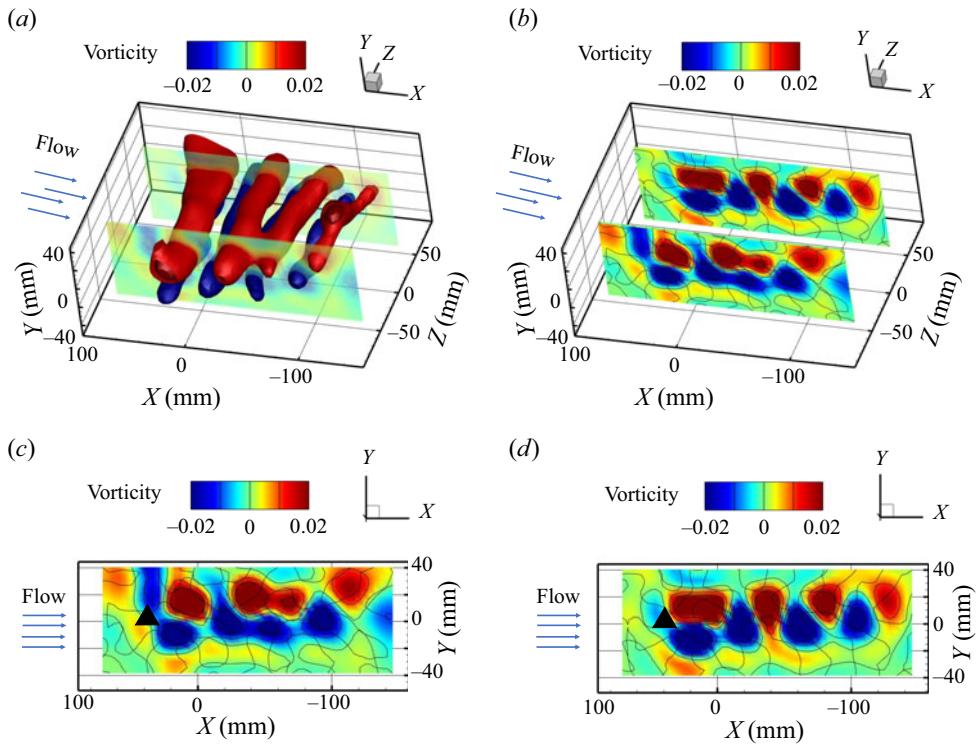 (a)
Vorticity
−0.02 0 0.02
Y Z X
Flow
40
0
−40
Y (mm)
100 0 −100
X (mm)
50
0
−50
Z (mm)
(b)
Vorticity
−0.02 0 0.02
Y Z X
Flow
40
0
−40
Y (mm)
100 0 −100
X (mm)
50
0
−50
Z (mm)
(c)
Vorticity
−0.02 0 0.02
Y X
Flow
40
0
−40
Y (mm)
100 0 −100
X (mm)
(d)
Vorticity
−0.02 0 0.02
Y X
Flow
40
0
−40
Y (mm)
100 0 −100
X (mm)